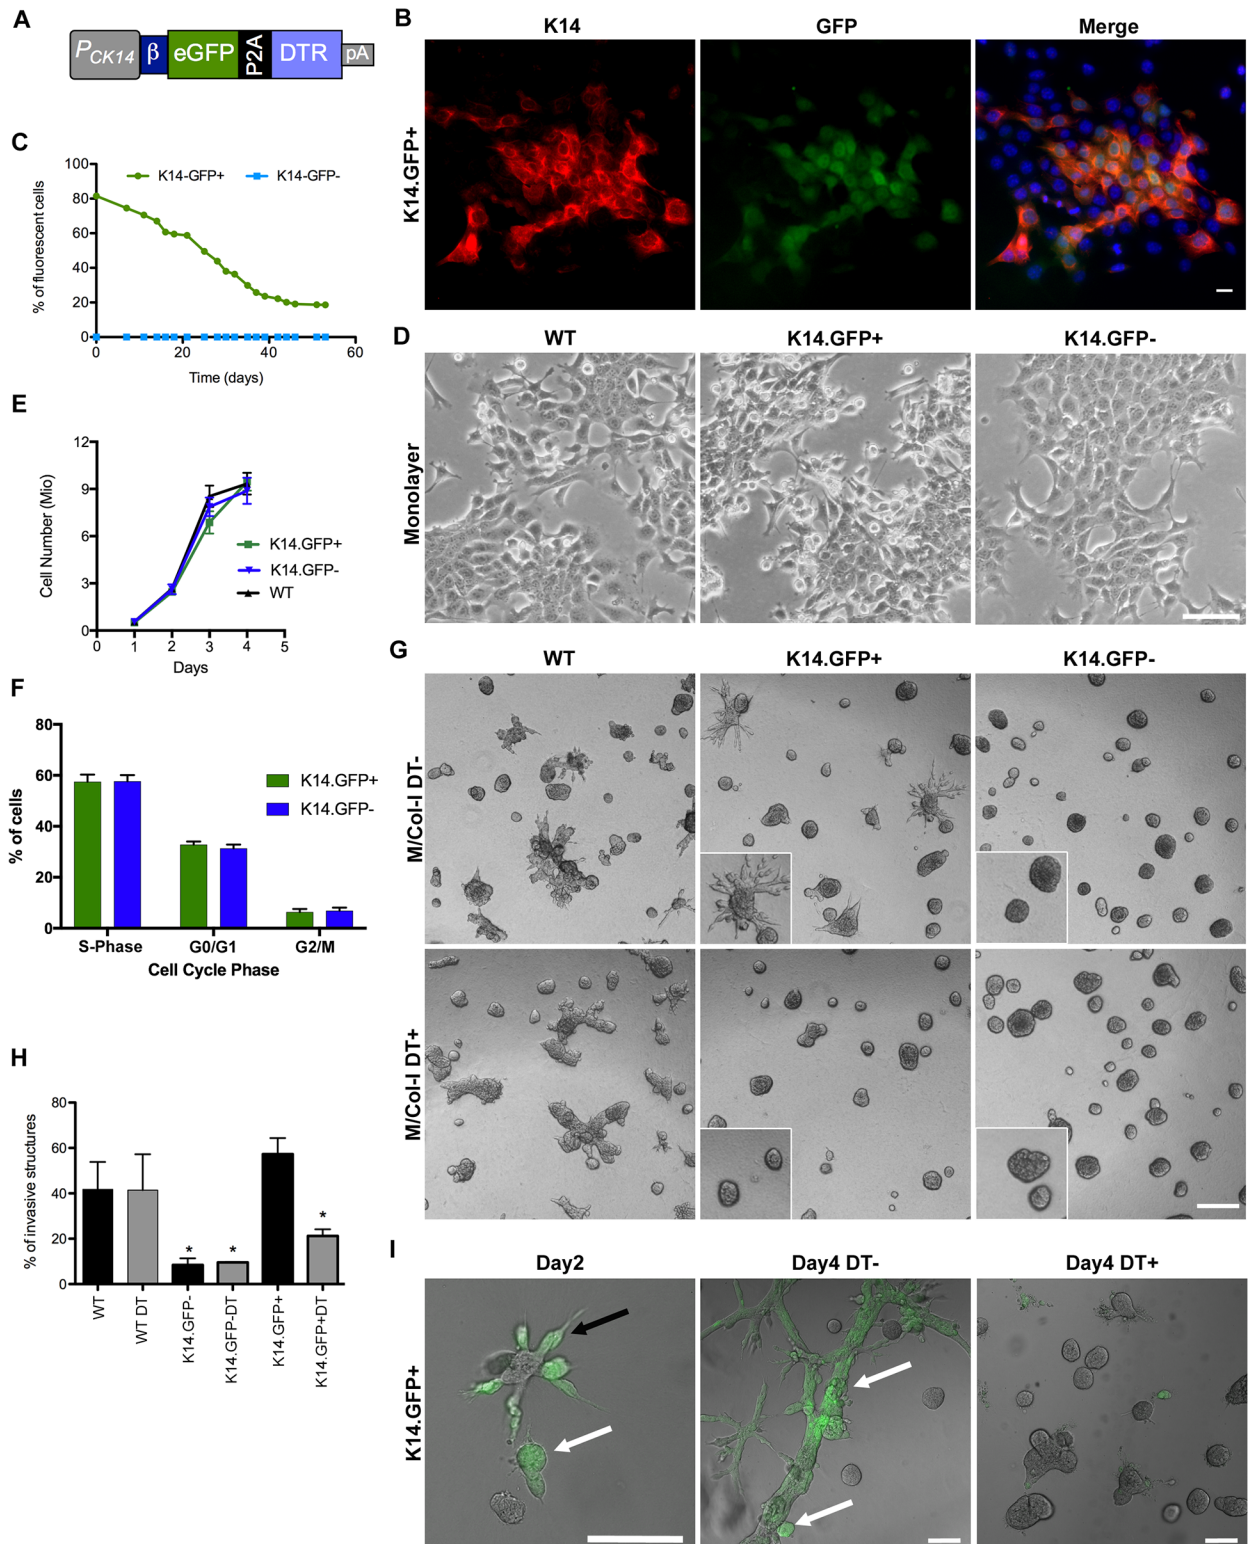 A
P_CK14 β eGFP P2A DTR pA
B
K14 GFP Merge
K14.GFP+
C
K14-GFP+ K14-GFP-
% of fluorescent cells
100
80
60
40
20
0
0 20 40 60
Time (days)
D
WT K14.GFP+ K14.GFP-
Monolayer
E
Cell Number (Mio)
12
9
6
3
0
K14.GFP+
K14.GFP-
WT
0 1 2 3 4 5
Days
F
% of cells
80
60
40
20
0
K14.GFP+
K14.GFP-
S-Phase G0/G1 G2/M
Cell Cycle Phase
G
WT K14.GFP+ K14.GFP-
M/Col-I DT-
M/Col-I DT+
H
% of invasive structures
80
60
40
20
0
* * *
WT
WT DT
K14.GFP-
K14.GFP-DT
K14.GFP+
K14.GFP+DT
I
Day2 Day4 DT- Day4 DT+
K14.GFP+